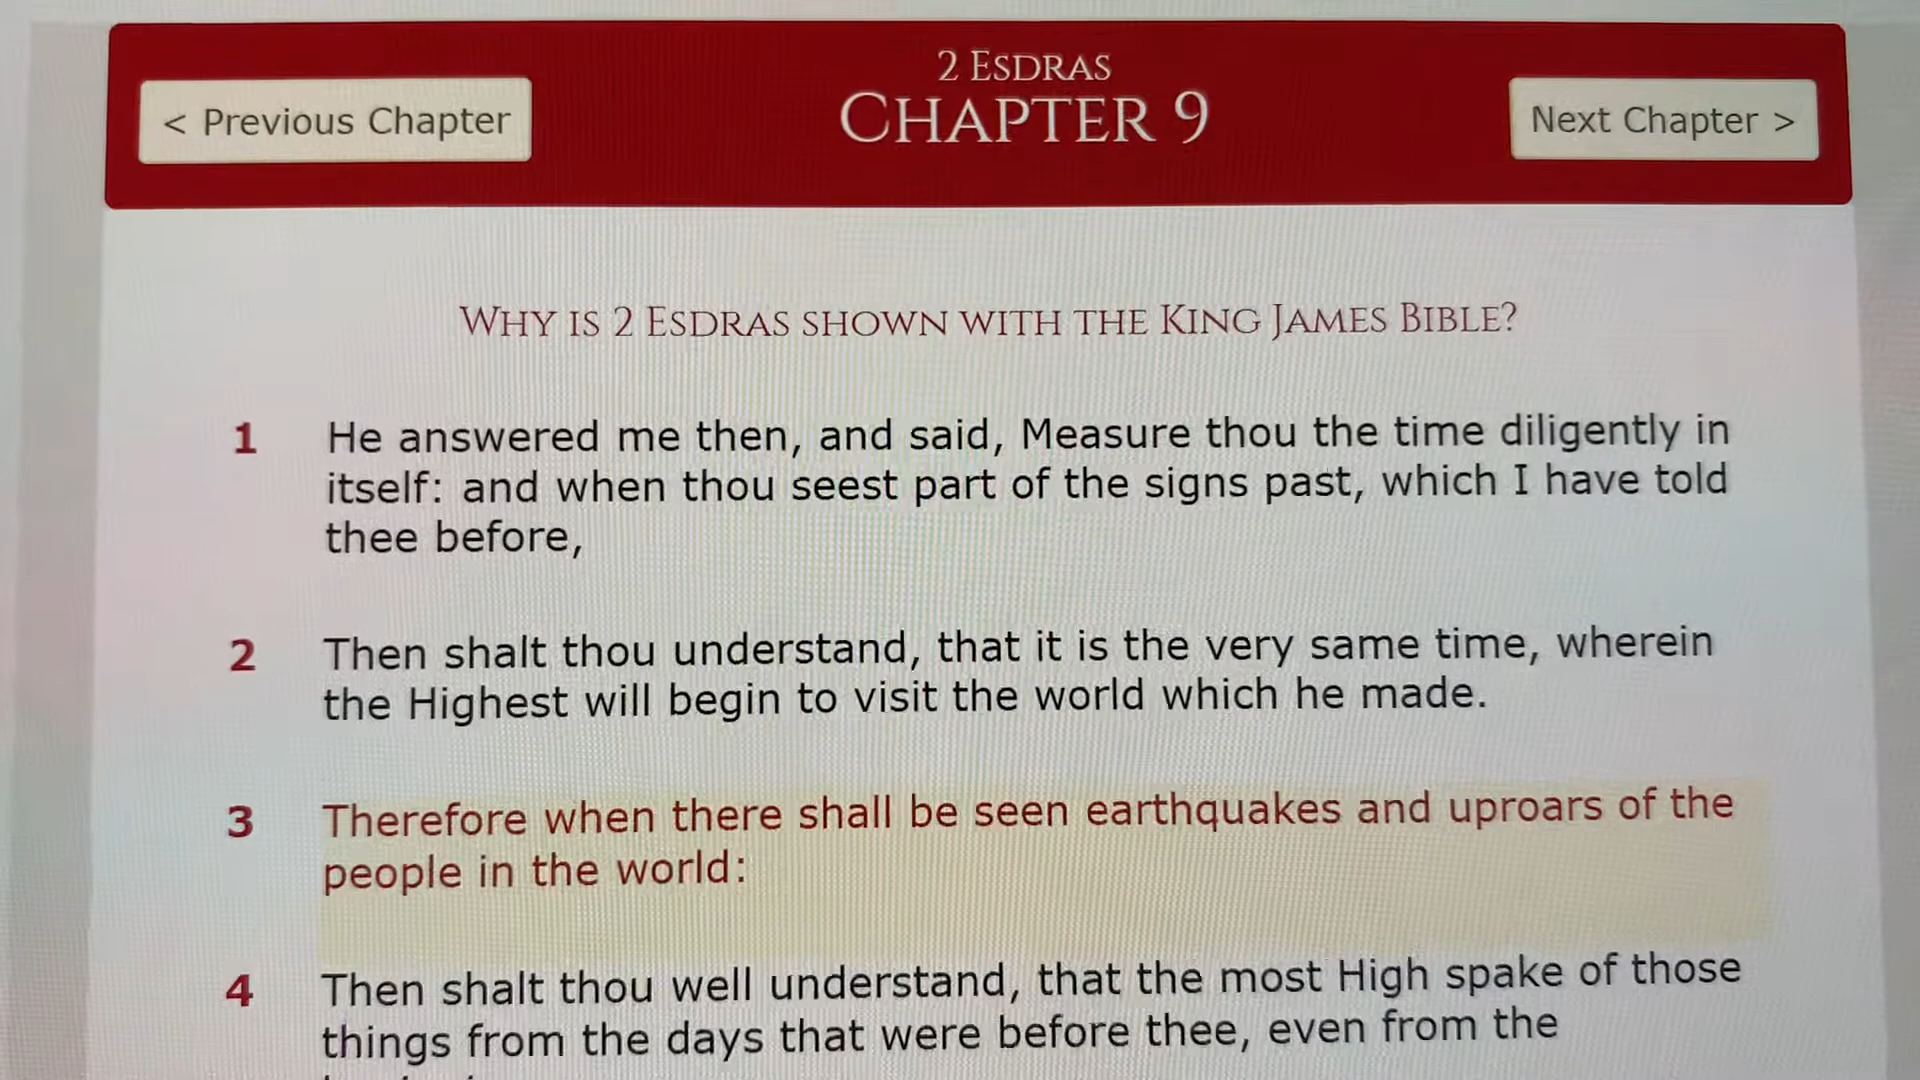 2 Esdras
Chapter 9
< Previous Chapter
Next Chapter >
Why is 2 Esdras shown with the King James Bible?
1 He answered me then, and said, Measure thou the time diligently in
itself: and when thou seest part of the signs past, which I have told
thee before,
2 Then shalt thou understand, that it is the very same time, wherein
the Highest will begin to visit the world which he made.
3 Therefore when there shall be seen earthquakes and uproars of the
people in the world:
4 Then shalt thou well understand, that the most High spake of those
things from the days that were before thee, even from the